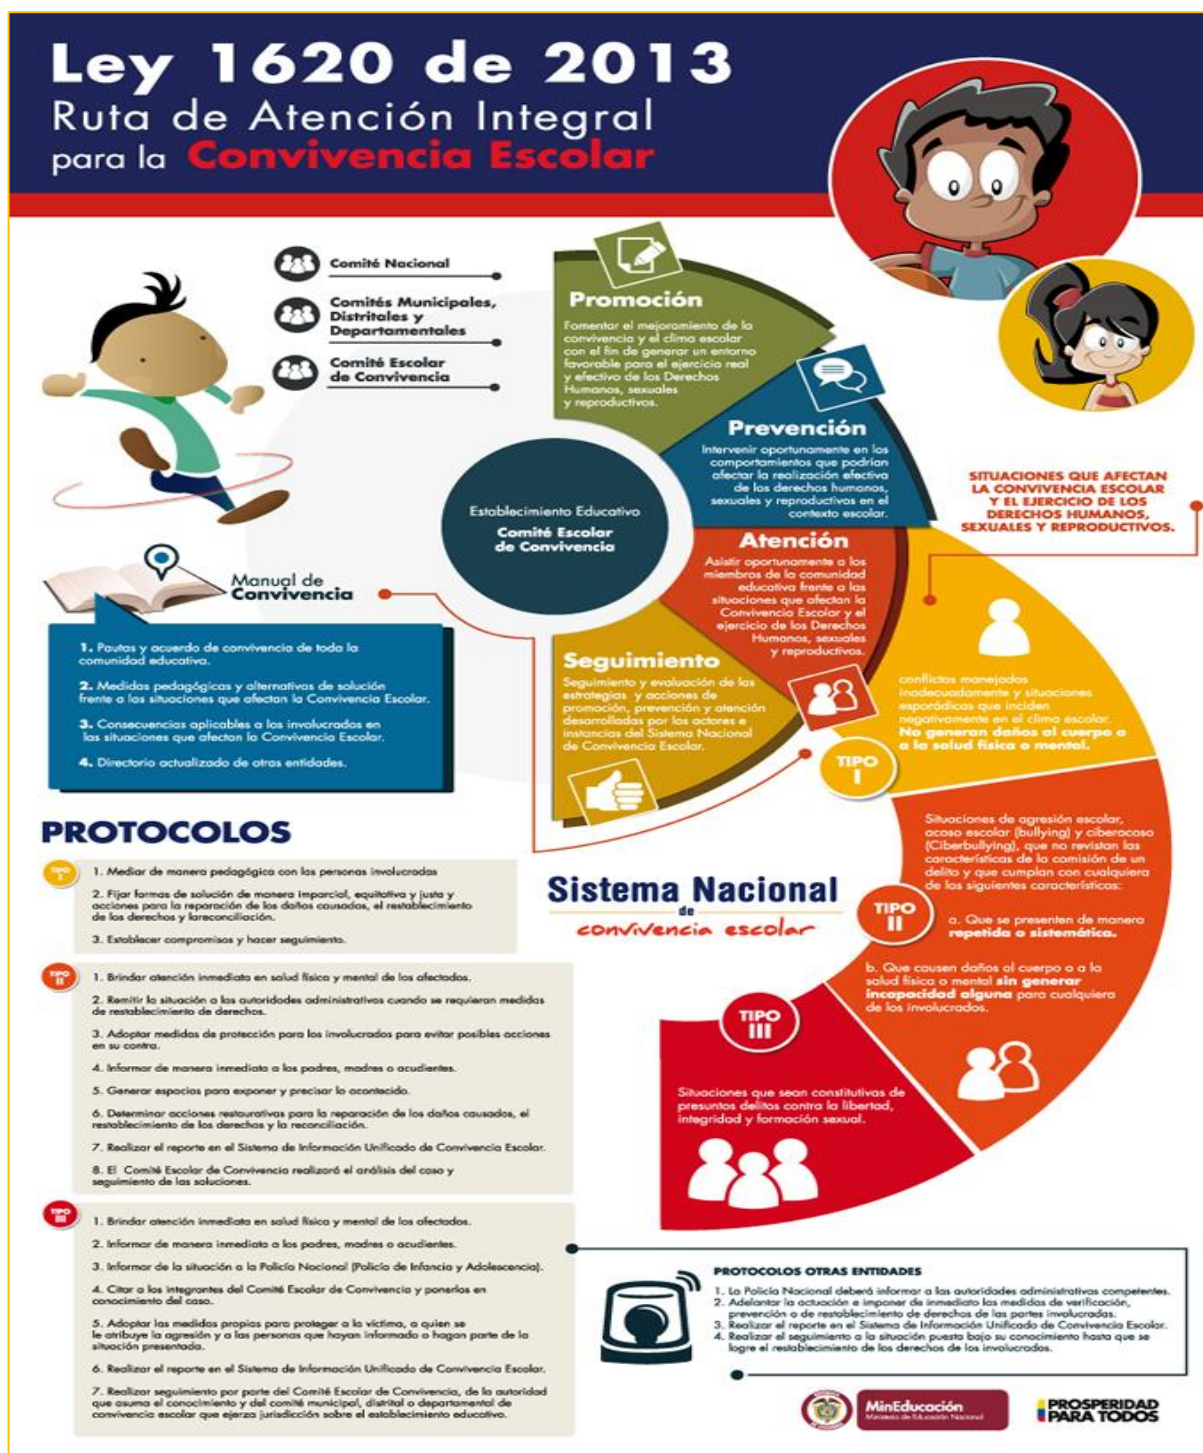 Ley 1620 de 2013
Ruta de Atención Integral
para la Convivencia Escolar
Comité Nacional
Comités Municipales,
Distritales y
Departamentales
Comité Escolar
de Convivencia
Promoción
Fomentar el mejoramiento de la
convivencia y el clima escolar
con el fin de generar un entorno
favorable para el ejercicio real
y efectivo de los Derechos
Humanos, sexuales
y reproductivos.
Prevención
Intervenir oportunamente en los
comportamientos que podrían
afectar la realización efectiva
de los derechos humanos,
sexuales y reproductivos en el
contexto escolar.
SITUACIONES QUE AFECTAN
LA CONVIVENCIA ESCOLAR
Y EL EJERCICIO DE LOS
DERECHOS HUMANOS,
SEXUALES Y REPRODUCTIVOS.
Establecimiento Educativo
Comité Escolar
de Convivencia
Atención
Asistir oportunamente a los
miembros de la comunidad
educativa frente a las
situaciones que afectan la
Convivencia Escolar y el
ejercicio de los Derechos
Humanos, sexuales
y reproductivos.
Seguimiento
Seguimiento y evaluación de las
estrategias y acciones de
promoción, prevención y atención
desarrolladas por los actores e
instancias del Sistema Nacional
de Convivencia Escolar.
Manual de
Convivencia
1. Pautas y acuerdo de convivencia de toda la
comunidad educativa.
2. Medidas pedagógicas y alternativas de solución
frente a las situaciones que afectan la Convivencia Escolar.
3. Consecuencias aplicables a los involucrados en
las situaciones que afectan la Convivencia Escolar.
4. Directorio actualizado de otras entidades.
conflictos manejados
inadecuadamente y situaciones
esporádicas que inciden
negativamente en el clima escolar.
No generan daños al cuerpo o
a la salud física o mental.
TIPO
I
Situaciones de agresión escolar,
acoso escolar (bullying) y ciberacoso
(Ciberbullying), que no revistan las
características de la comisión de un
delito y que cumplan con cualquiera
de las siguientes características:
a. Que se presenten de manera
repetida o sistemática.
b. Que causen daños al cuerpo o a la
salud física o mental sin generar
incapacidad alguna para cualquiera
de los involucrados.
TIPO
II
TIPO
III
Situaciones que sean constitutivas de
presuntos delitos contra la libertad,
integridad y formación sexual.
Sistema Nacional
de
convivencia escolar
PROTOCOLOS
TIPO
I
1. Mediar de manera pedagógica con las personas involucradas
2. Fijar formas de solución de manera imparcial, equitativa y justa y
acciones para la reparación de los daños causados, el restablecimiento
de los derechos y lareconciliación.
3. Establecer compromisos y hacer seguimiento.
TIPO
II
1. Brindar atención inmediata en salud física y mental de los afectados.
2. Remitir la situación a las autoridades administrativas cuando se requieran medidas
de restablecimiento de derechos.
3. Adoptar medidas de protección para los involucrados para evitar posibles acciones
en su contra.
4. Informar de manera inmediata a los padres, madres o acudientes.
5. Generar espacios para exponer y precisar lo acontecido.
6. Determinar acciones restaurativas para la reparación de los daños causados, el
restablecimiento de los derechos y la reconciliación.
7. Realizar el reporte en el Sistema de Información Unificado de Convivencia Escolar.
8. El Comité Escolar de Convivencia realizará el análisis del caso y
seguimiento de las soluciones.
TIPO
III
1. Brindar atención inmediata en salud física y mental de los afectados.
2. Informar de manera inmediata a los padres, madres o acudientes.
3. Informar de la situación a la Policía Nacional (Policía de Infancia y Adolescencia).
4. Citar a los integrantes del Comité Escolar de Convivencia y ponerlos en
conocimiento del caso.
5. Adoptar las medidas propias para proteger a la víctima, a quien se
le atribuye la agresión y a las personas que hayan informado o hagan parte de la
situación presentada.
6. Realizar el reporte en el Sistema de Información Unificado de Convivencia Escolar.
7. Realizar seguimiento por parte del Comité Escolar de Convivencia, de la autoridad
que asuma el conocimiento y del comité municipal, distrital o departamental de
convivencia escolar que ejerza jurisdicción sobre el establecimiento educativo.
PROTOCOLOS OTRAS ENTIDADES
1. La Policía Nacional deberá informar a las autoridades administrativas competentes.
2. Adelantar la actuación e imponer de inmediato las medidas de verificación,
prevención o de restablecimiento de derechos de las partes involucradas.
3. Realizar el reporte en el Sistema de Información Unificado de Convivencia Escolar.
4. Realizar el seguimiento a la situación puesta bajo su conocimiento hasta que se
logre el restablecimiento de los derechos de los involucrados.
MinEducación
Ministerio de Educación Nacional
PROSPERIDAD
PARA TODOS